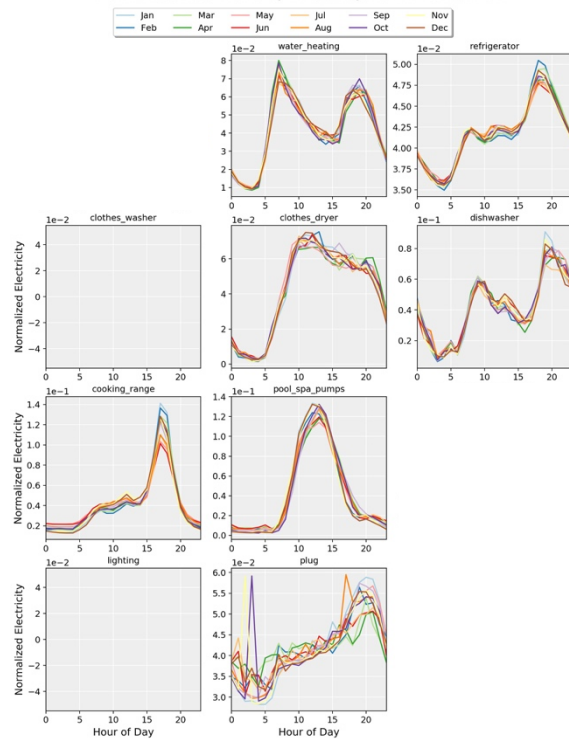 Jan Mar May Jul Sep Nov
Feb Apr Jun Aug Oct Dec
water_heating
1e−2
8
7
6
5
4
3
2
1
0 5 10 15 20
refrigerator
1e−2
5.00
4.75
4.50
4.25
4.00
3.75
3.50
0 5 10 15 20
clothes_washer
1e−2
Normalized Electricity
4
2
0
−2
−4
0 5 10 15 20
clothes_dryer
1e−2
6
4
2
0
0 5 10 15 20
dishwasher
1e−1
0.8
0.6
0.4
0.2
0 5 10 15 20
cooking_range
1e−1
Normalized Electricity
1.4
1.2
1.0
0.8
0.6
0.4
0.2
0 5 10 15 20
pool_spa_pumps
1e−1
1.4
1.2
1.0
0.8
0.6
0.4
0.2
0.0
0 5 10 15 20
lighting
1e−2
Normalized Electricity
4
2
0
−2
−4
0 5 10 15 20
Hour of Day
plug
1e−2
6.0
5.5
5.0
4.5
4.0
3.5
3.0
0 5 10 15 20
Hour of Day